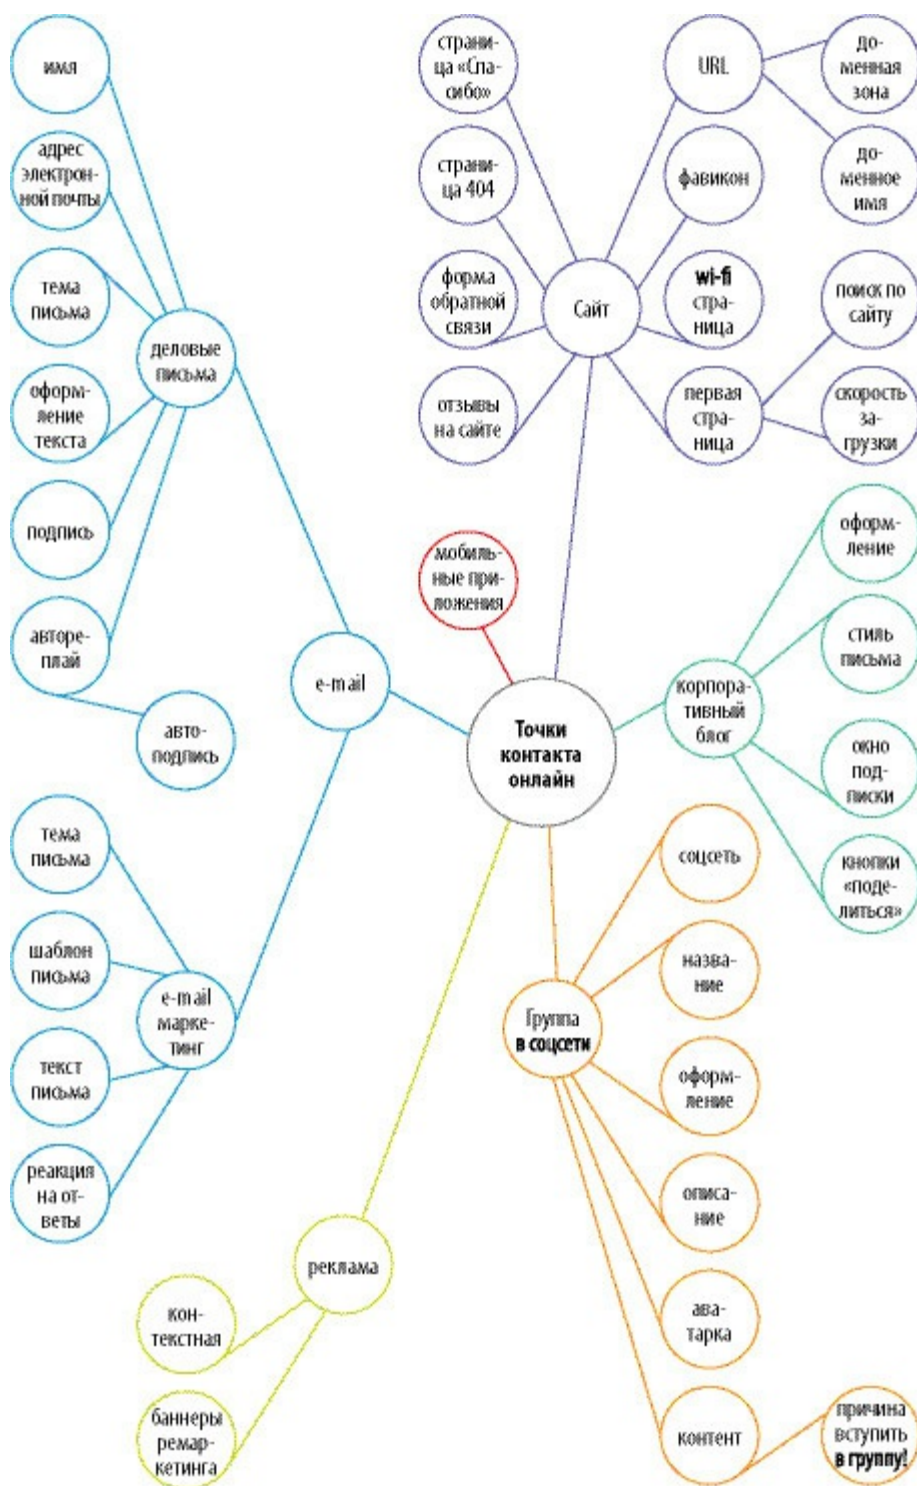 имя
адрес
электрон-
ной почты
тема
письма
оформ-
ление
текста
подпись
авторе-
плай
авто-
подпись
деловые
письма
e-mail
тема
письма
шаблон
письма
текст
письма
реакция
на от-
веты
e-mail
марке-
тинг
страни-
ца «Спа-
сибо»
страни-
ца 404
форма
обратной
связи
отзывы
на сайте
Сайт
URL
до-
менная
зона
до-
менное
имя
фавикон
wi-fi
стра-
ница
первая
стра-
ница
поиск по
сайту
скорость
за-
грузки
мобиль-
ные при-
ложения
Точки
контакта
онлайн
корпора-
тивный
блог
оформ-
ление
стиль
письма
окно
под-
писки
кнопки
«поде-
литься»
Группа
в соцсети
соцсеть
назва-
ние
оформ-
ление
описа-
ние
ава-
тарка
контент
причина
вступить
в группу!
реклама
кон-
текстная
баннеры
ремар-
кетинга